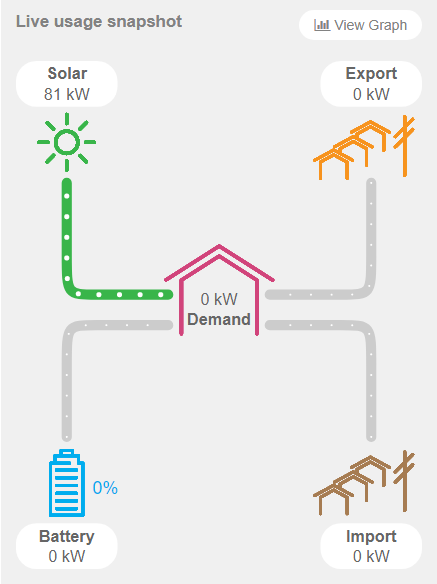 Live usage snapshot
View Graph
Solar
81 kW
Export
0 kW
0 kW
Demand
0%
Battery
0 kW
Import
0 kW